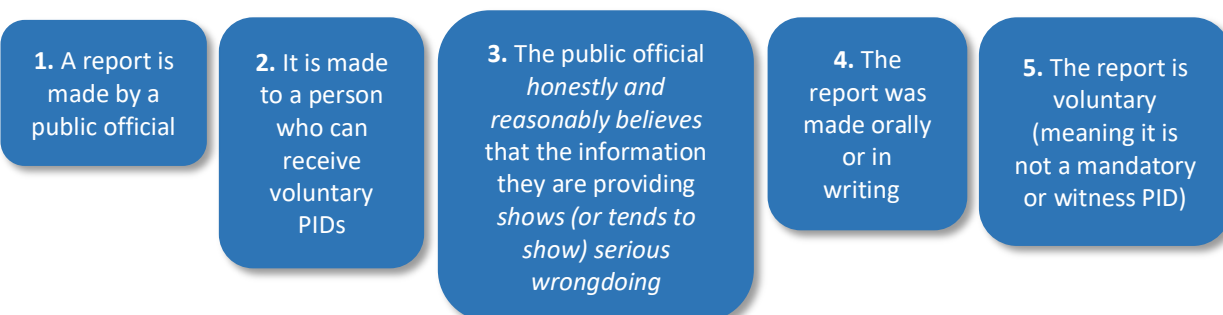 1. A report is
made by a
public official
2. It is made
to a person
who can
receive
voluntary
PIDs
3. The public official
honestly and
reasonably believes
that the information
they are providing
shows (or tends to
show) serious
wrongdoing
4. The
report was
made orally
or in
writing
5. The report is
voluntary
(meaning it is
not a mandatory
or witness PID)